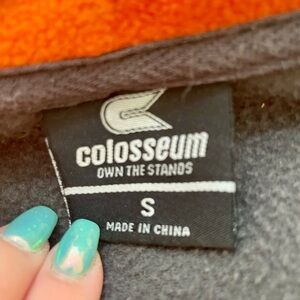 colosseum
OWN THE STANDS
S
MADE IN CHINA